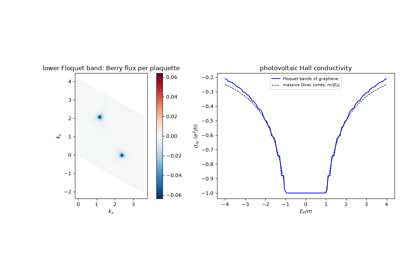 lower Floquet band: Berry flux per plaquette
4
3
2
1
0
−1
−2
k_y
0 1 2 3
k_x
0.06
0.04
0.02
0.00
−0.02
−0.04
−0.06
photovoltaic Hall conductivity
Floquet bands of graphene
massive Dirac cones, m/|E_F|
−0.2
−0.3
−0.4
−0.5
−0.6
−0.7
−0.8
−0.9
−1.0
σ_xy (e²/h)
−4 −3 −2 −1 0 1 2 3 4
E_F/m